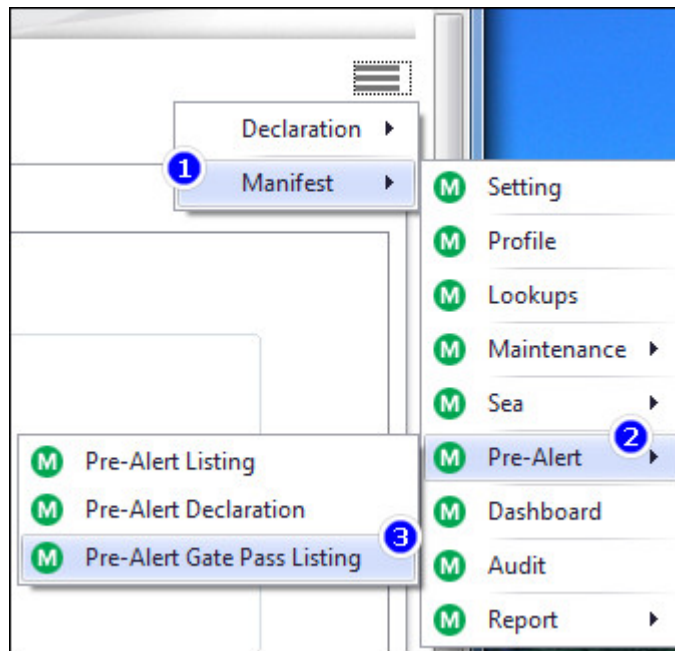 Declaration
1
Manifest
M Setting
M Profile
M Lookups
M Maintenance
M Sea
2
M Pre-Alert
M Dashboard
M Audit
M Report
M Pre-Alert Listing
M Pre-Alert Declaration
3
M Pre-Alert Gate Pass Listing